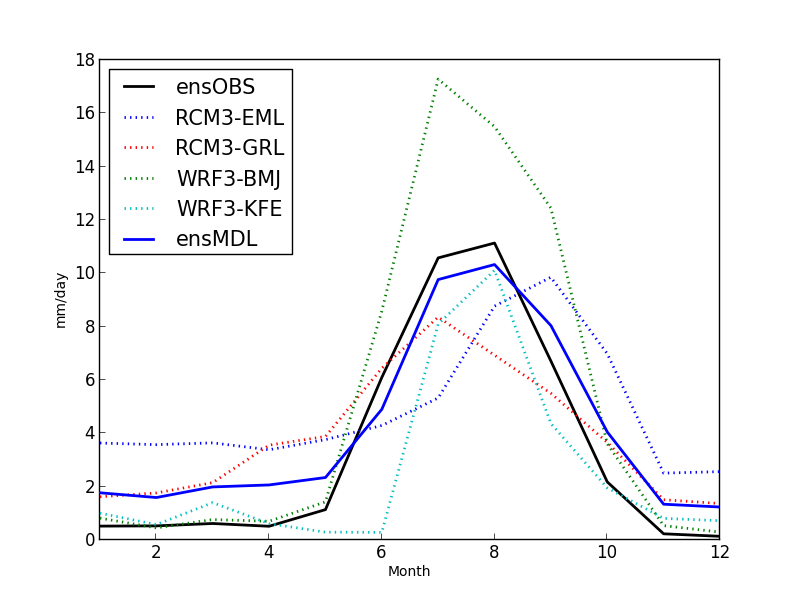 ensOBS
RCM3-EML
RCM3-GRL
WRF3-BMJ
WRF3-KFE
ensMDL
18
16
14
12
10
8
6
4
2
0
mm/day
2 4 6 8 10 12
Month